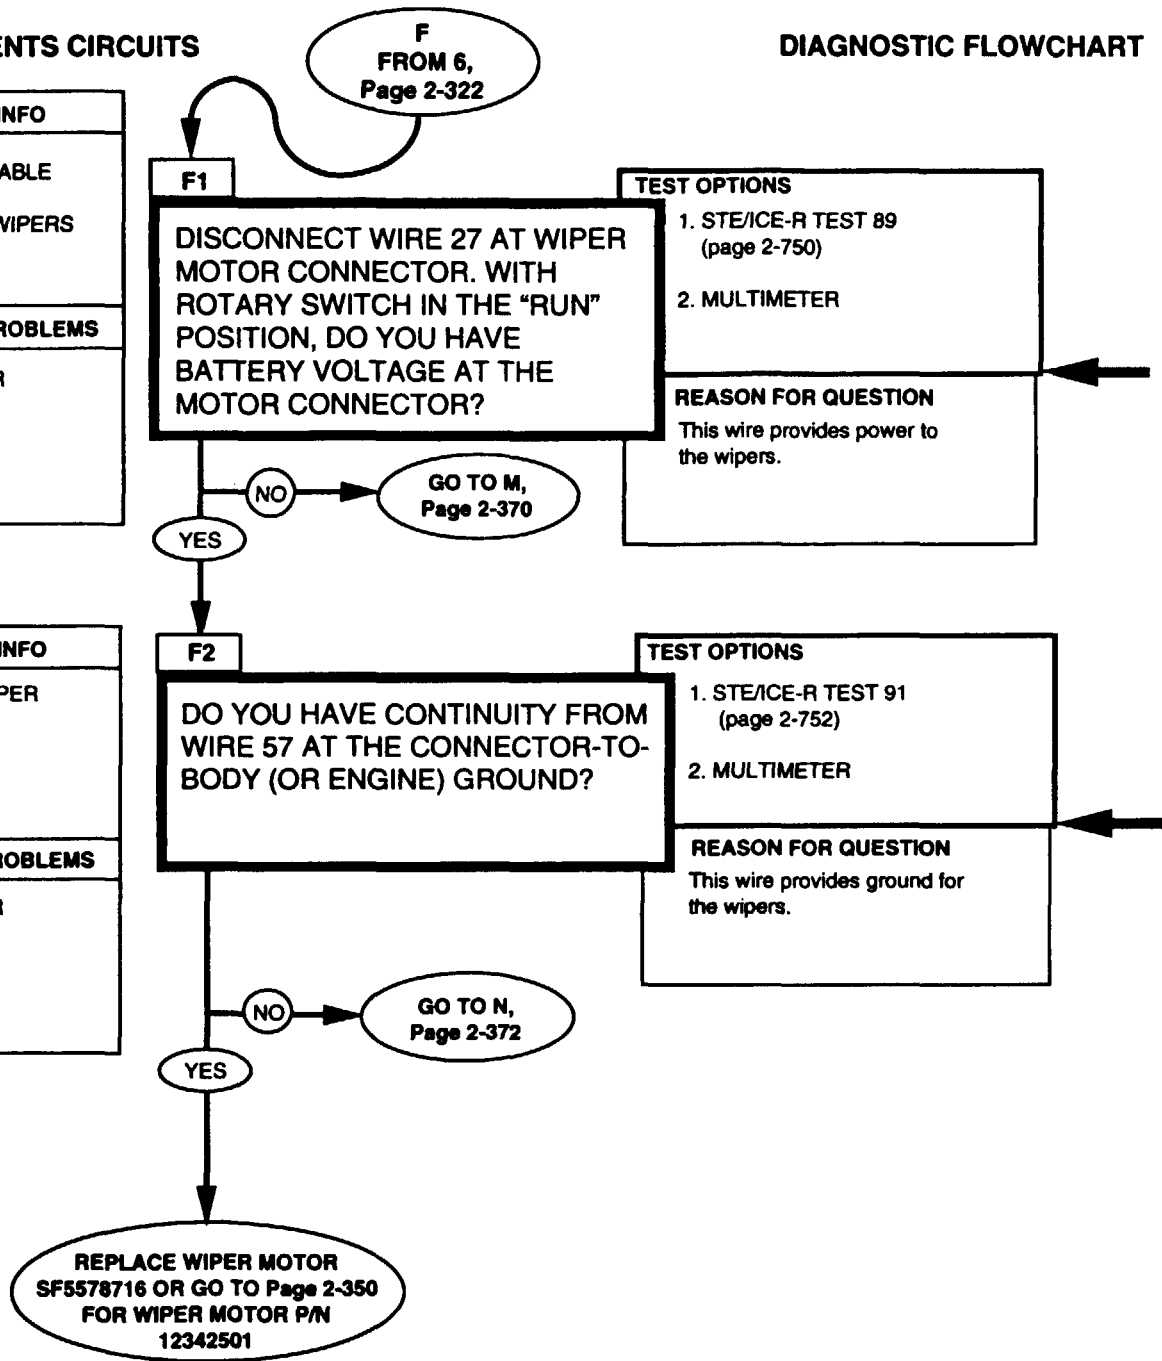 ENTS CIRCUITS
DIAGNOSTIC FLOWCHART
F
FROM 6,
Page 2-322
INFO
ABLE
WIPERS
ROBLEMS
R
F1
DISCONNECT WIRE 27 AT WIPER
MOTOR CONNECTOR. WITH
ROTARY SWITCH IN THE “RUN”
POSITION, DO YOU HAVE
BATTERY VOLTAGE AT THE
MOTOR CONNECTOR?
TEST OPTIONS
1. STE/ICE-R TEST 89
(page 2-750)
2. MULTIMETER
REASON FOR QUESTION
This wire provides power to
the wipers.
NO
GO TO M,
Page 2-370
YES
INFO
PER
ROBLEMS
R
F2
DO YOU HAVE CONTINUITY FROM
WIRE 57 AT THE CONNECTOR-TO-
BODY (OR ENGINE) GROUND?
TEST OPTIONS
1. STE/ICE-R TEST 91
(page 2-752)
2. MULTIMETER
REASON FOR QUESTION
This wire provides ground for
the wipers.
NO
GO TO N,
Page 2-372
YES
REPLACE WIPER MOTOR
SF5578716 OR GO TO Page 2-350
FOR WIPER MOTOR P/N
12342501